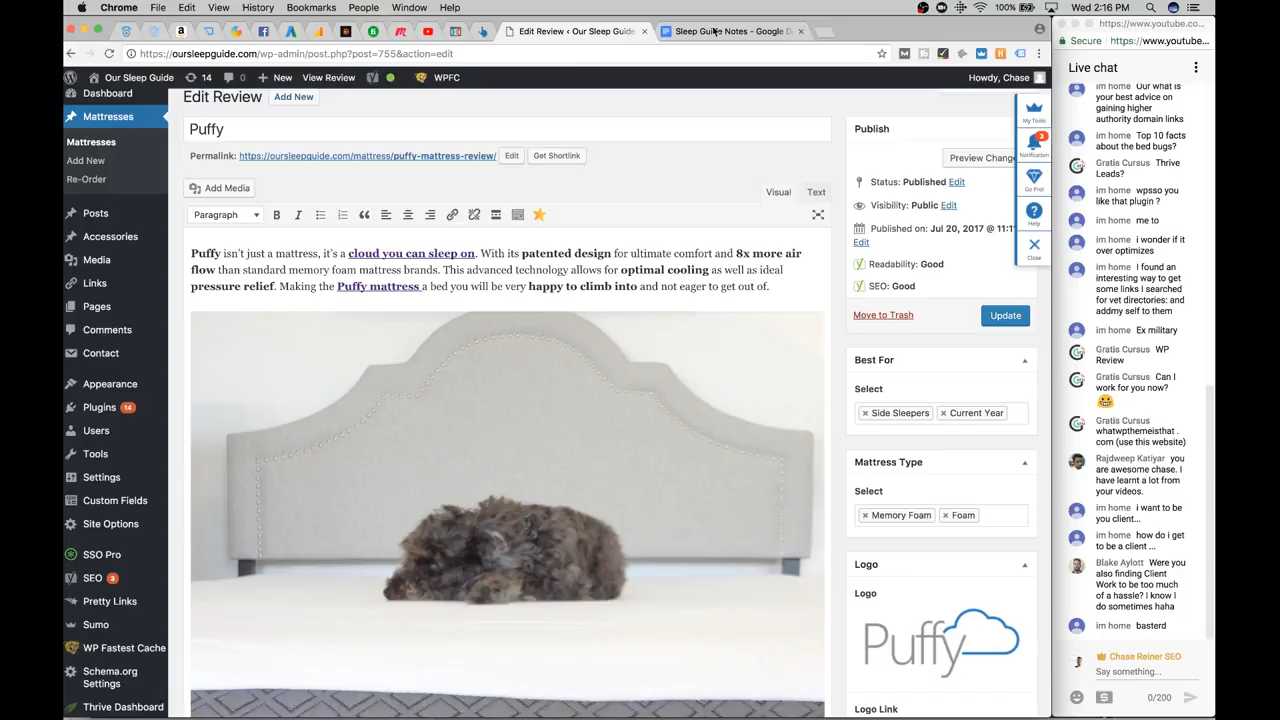 Chrome File Edit View History Bookmarks People Window Help 100% Wed 2:16 PM
Edit Review ‹ Our Sleep Guide × Sleep Guide Notes - Google D ×
https://www.youtube.co...
Secure https://www.youtube...
https://oursleepguide.com/wp-admin/post.php?post=755&action=edit
Our Sleep Guide 14 0 New View Review WPFC Howdy, Chase
Dashboard
Mattresses
Mattresses
Add New
Re-Order
Posts
Accessories
Media
Links
Pages
Comments
Contact
Appearance
Plugins 14
Users
Tools
Settings
Custom Fields
Site Options
SSO Pro
SEO 3
Pretty Links
Sumo
WP Fastest Cache
Schema.org
Settings
Thrive Dashboard
Edit Review Add New
Puffy
Permalink: https://oursleepguide.com/mattress/puffy-mattress-review/ Edit Get Shortlink
Add Media
Visual Text
Paragraph
Puffy isn't just a mattress, it's a cloud you can sleep on. With its patented design for ultimate comfort and 8x more air
flow than standard memory foam mattress brands. This advanced technology allows for optimal cooling as well as ideal
pressure relief. Making the Puffy mattress a bed you will be very happy to climb into and not eager to get out of.
Publish
Preview Change
Status: Published Edit
Visibility: Public Edit
Published on: Jul 20, 2017 @ 11:1
Edit
Readability: Good
SEO: Good
Move to Trash Update
Best For
Select
× Side Sleepers × Current Year
Mattress Type
Select
× Memory Foam × Foam
Logo
Logo
Puffy
Logo Link
My Tools
3
Notification
Go Pro!
Help
Close
Live chat
im home Our what is
your best advice on
gaining higher
authority domain links
im home Top 10 facts
about the bed bugs?
Gratis Cursus Thrive
Leads?
im home wpsso you
like that plugin ?
im home me to
im home i wonder if it
over optimizes
im home I found an
interesting way to get
some links I searched
for vet directories: and
addmy self to them
im home Ex military
Gratis Cursus WP
Review
Gratis Cursus Can I
work for you now?
Gratis Cursus
whatwpthemeisthat .
com (use this website)
Rajdweep Katiyar you
are awesome chase. I
have learnt a lot from
your videos.
im home i want to be
you client...
im home how do i get
to be a client ...
Blake Aylott Were you
also finding Client
Work to be too much
of a hassle? I know I
do sometimes haha
im home basterd
Chase Reiner SEO
Say something...
0/200